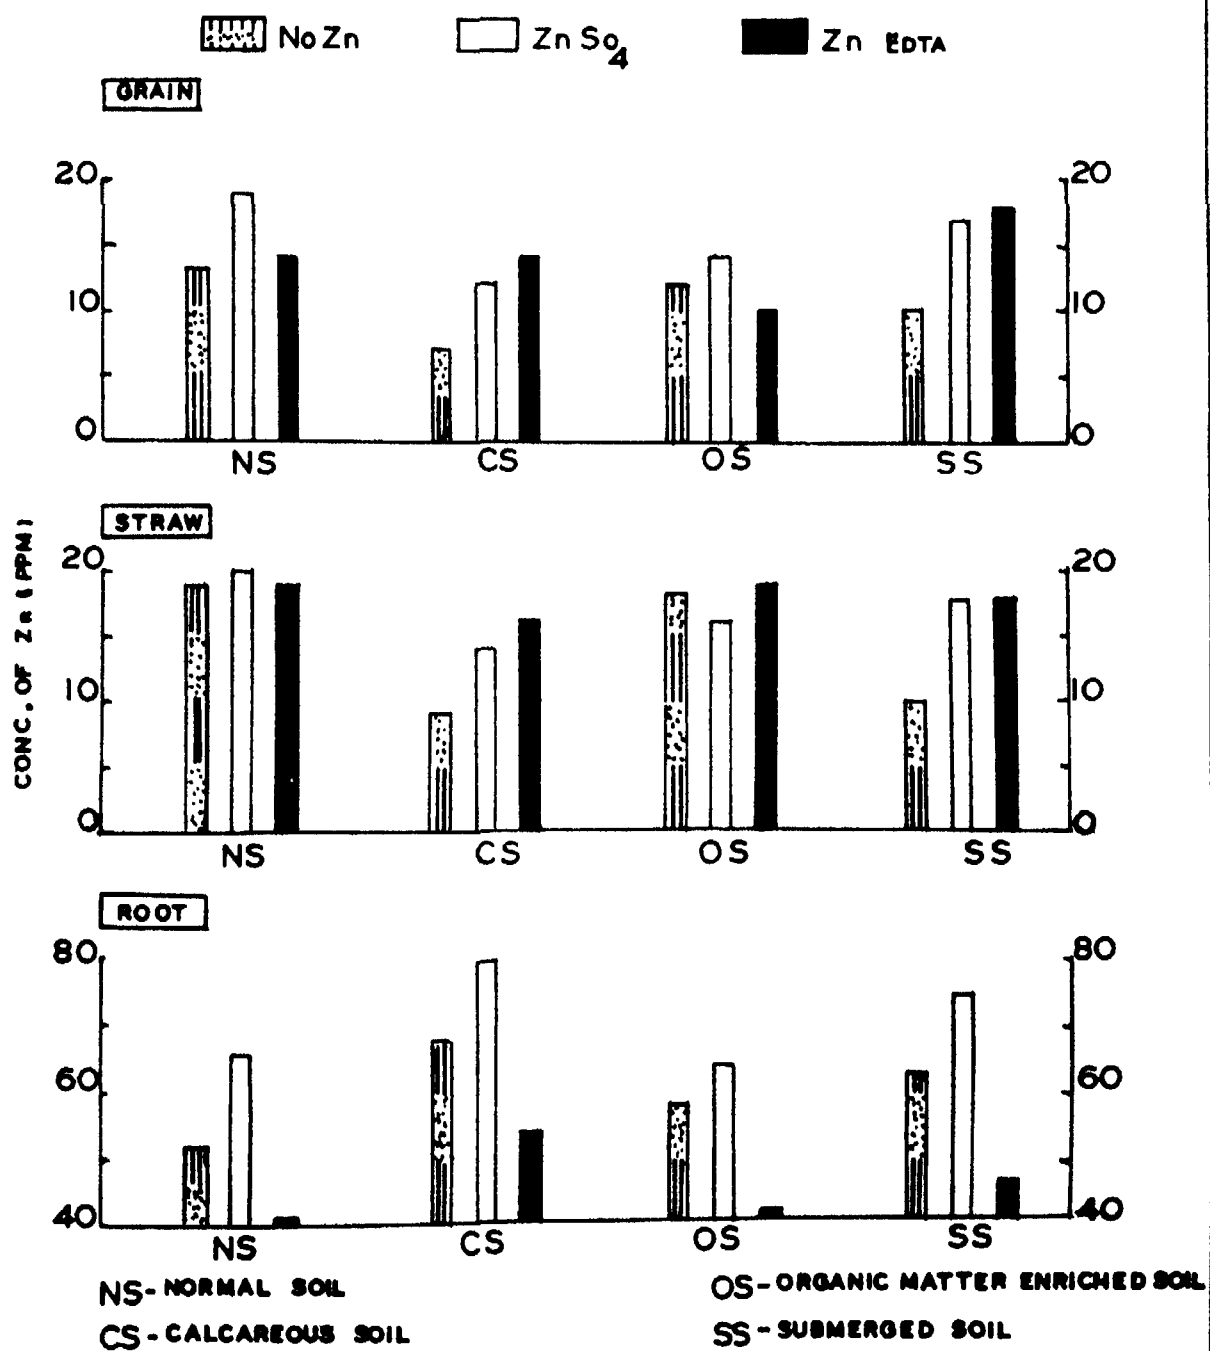 No Zn ZnSo4 Zn EDTA
GRAIN
20 20
10 10
0 0
NS CS OS SS
STRAW
CONC. OF Zn (PPM)
20 20
10 10
0 0
NS CS OS SS
ROOT
80 80
60 60
40 40
NS CS OS SS
NS- NORMAL SOIL OS- ORGANIC MATTER ENRICHED SOIL
CS - CALCAREOUS SOIL SS - SUBMERGED SOIL